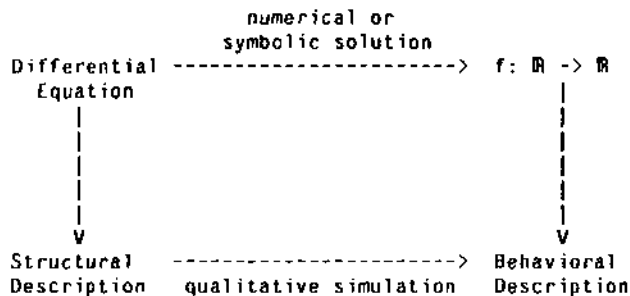 numerical or
symbolic solution
Differential -----------------------> f: ℝ -> ℝ
Equation
Structural -----------------------> Behavioral
Description qualitative simulation Description